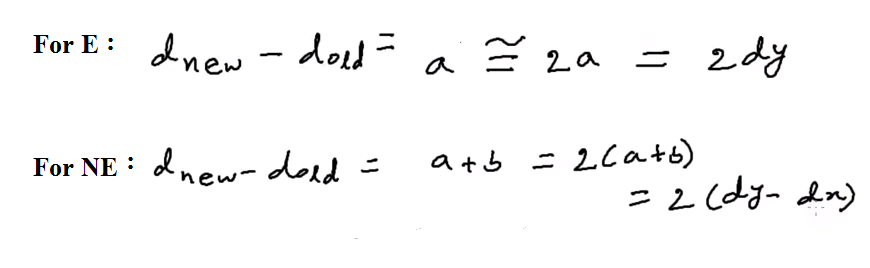 For E : dnew - dold = a ≅ 2a = 2dy
For NE : dnew - dold = a+b = 2(a+b)
= 2 (dy - dx)